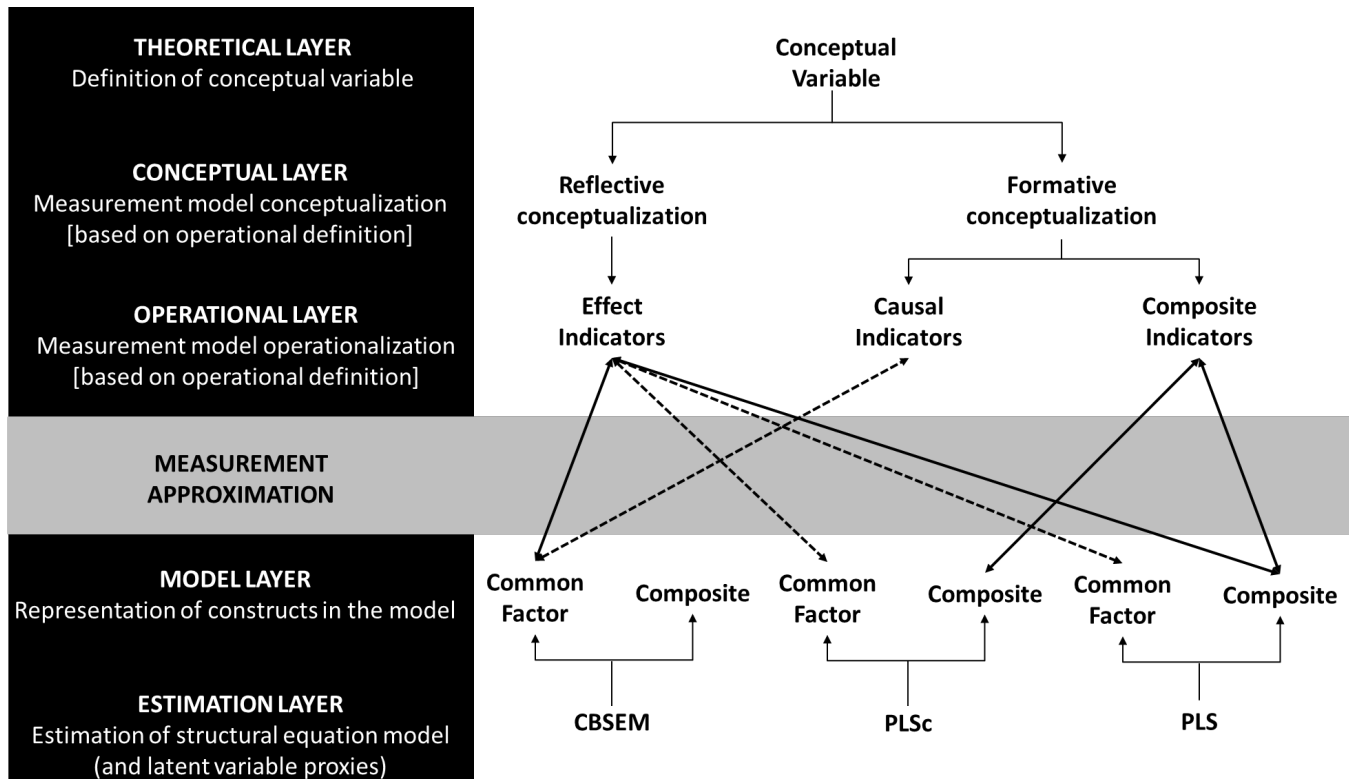 THEORETICAL LAYER
Definition of conceptual variable
Conceptual
Variable
CONCEPTUAL LAYER
Measurement model conceptualization
[based on operational definition]
Reflective
conceptualization
Formative
conceptualization
OPERATIONAL LAYER
Measurement model operationalization
[based on operational definition]
Effect
Indicators
Causal
Indicators
Composite
Indicators
MEASUREMENT
APPROXIMATION
MODEL LAYER
Representation of constructs in the model
Common
Factor
Composite
Common
Factor
Composite
Common
Factor
Composite
ESTIMATION LAYER
Estimation of structural equation model
(and latent variable proxies)
CBSEM
PLSc
PLS